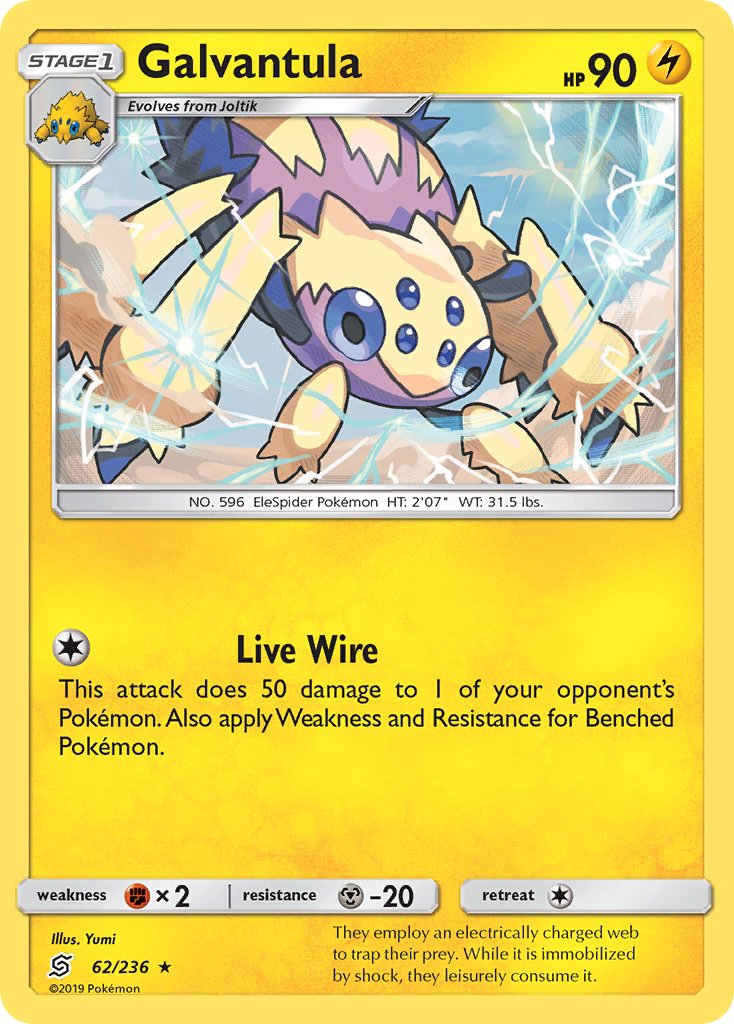 STAGE1
Galvantula
HP 90
Evolves from Joltik
NO. 596 EleSpider Pokémon HT: 2'07" WT: 31.5 lbs.
Live Wire
This attack does 50 damage to 1 of your opponent's
Pokémon. Also apply Weakness and Resistance for Benched
Pokémon.
weakness × 2 resistance -20 retreat
Illus. Yumi
62/236 ★
©2019 Pokémon
They employ an electrically charged web
to trap their prey. While it is immobilized
by shock, they leisurely consume it.